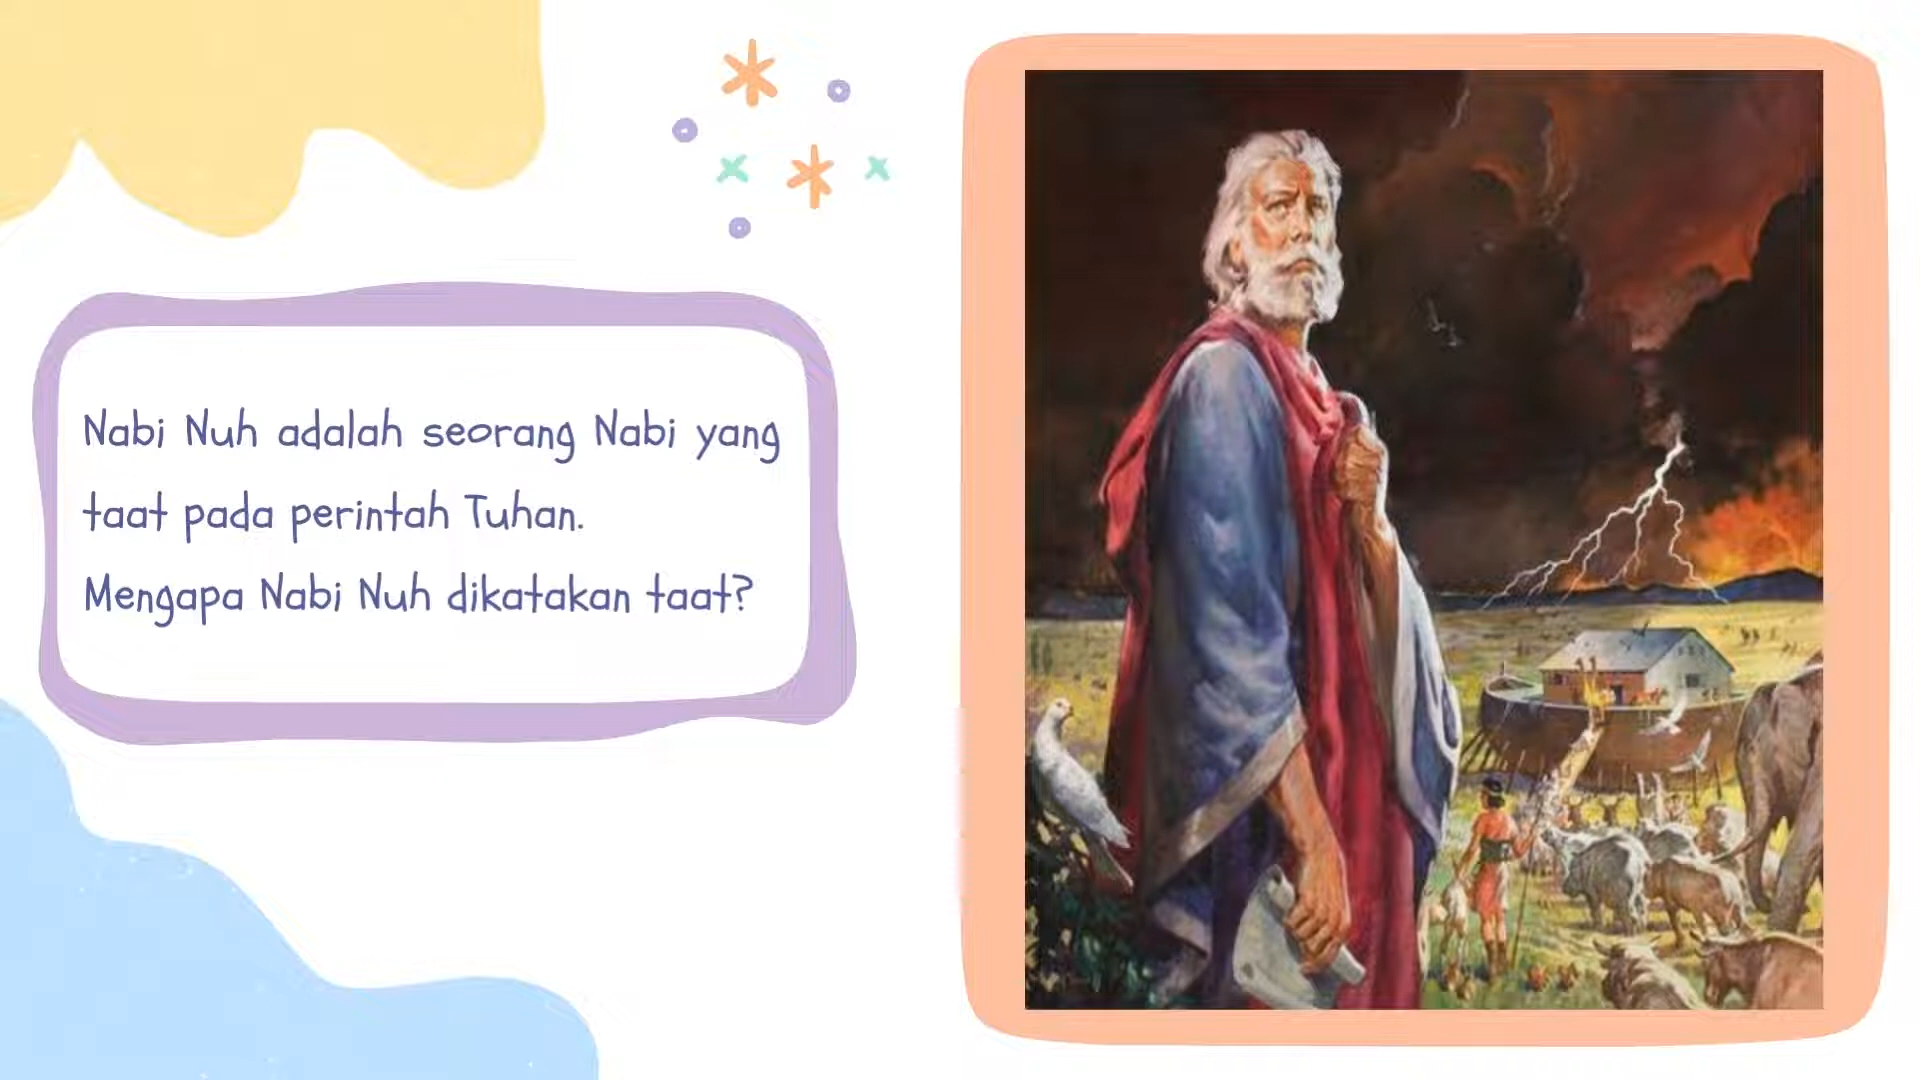 Nabi Nuh adalah seorang Nabi yang
taat pada perintah Tuhan.
Mengapa Nabi Nuh dikatakan taat?